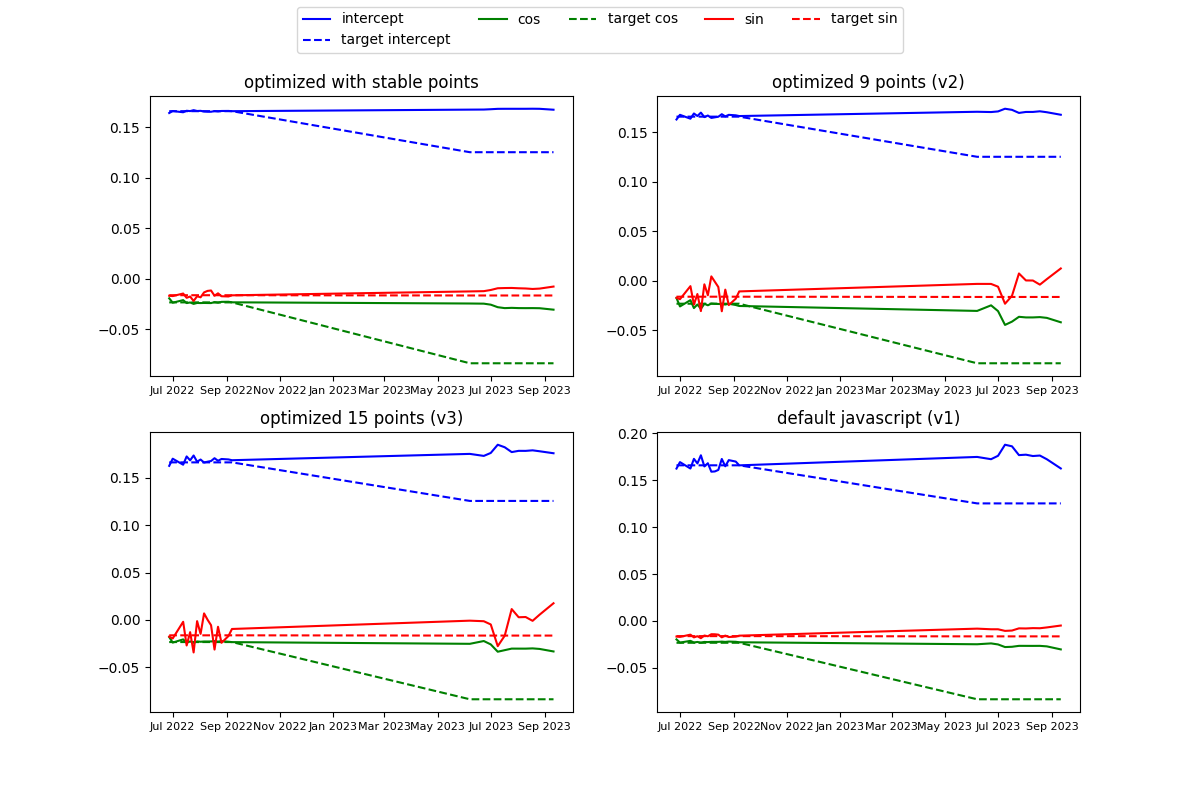 intercept cos target cos sin target sin
target intercept
optimized with stable points
0.15
0.10
0.05
0.00
−0.05
Jul 2022 Sep 2022 Nov 2022 Jan 2023 Mar 2023 May 2023 Jul 2023 Sep 2023
optimized 9 points (v2)
0.15
0.10
0.05
0.00
−0.05
Jul 2022 Sep 2022 Nov 2022 Jan 2023 Mar 2023 May 2023 Jul 2023 Sep 2023
optimized 15 points (v3)
0.15
0.10
0.05
0.00
−0.05
Jul 2022 Sep 2022 Nov 2022 Jan 2023 Mar 2023 May 2023 Jul 2023 Sep 2023
default javascript (v1)
0.20
0.15
0.10
0.05
0.00
−0.05
Jul 2022 Sep 2022 Nov 2022 Jan 2023 Mar 2023 May 2023 Jul 2023 Sep 2023